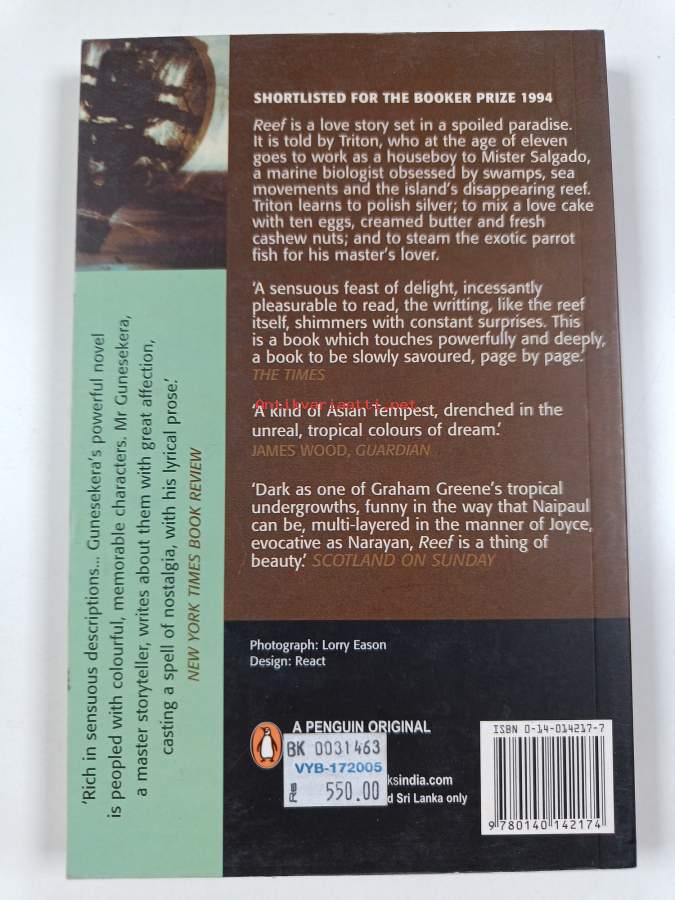 SHORTLISTED FOR THE BOOKER PRIZE 1994
Reef is a love story set in a spoiled paradise.
It is told by Triton, who at the age of eleven
goes to work as a houseboy to Mister Salgado,
a marine biologist obsessed by swamps, sea
movements and the island's disappearing reef.
Triton learns to polish silver; to mix a love cake
with ten eggs, creamed butter and fresh
cashew nuts; and to steam the exotic parrot
fish for his master's lover.
'A sensuous feast of delight, incessantly
pleasurable to read, the writting, like the reef
itself, shimmers with constant surprises. This
is a book which touches powerfully and deeply,
a book to be slowly savoured, page by page.'
THE TIMES
Antikvariaatti.net
'A kind of Asian Tempest, drenched in the
unreal, tropical colours of dream.'
JAMES WOOD, GUARDIAN
'Dark as one of Graham Greene's tropical
undergrowths, funny in the way that Naipaul
can be, multi-layered in the manner of Joyce,
evocative as Narayan, Reef is a thing of
beauty.' SCOTLAND ON SUNDAY
'Rich in sensuous descriptions... Gunesekera's powerful novel
is peopled with colourful, memorable characters. Mr Gunesekera,
a master storyteller, writes about them with great affection,
casting a spell of nostalgia, with his lyrical prose.'
NEW YORK TIMES BOOK REVIEW
Photograph: Lorry Eason
Design: React
A PENGUIN ORIGINAL
BK 0031463
VYB-172005
Rs 550.00
ksindia.com
d Sri Lanka only
ISBN 0-14-014217-7
9 780140 142174